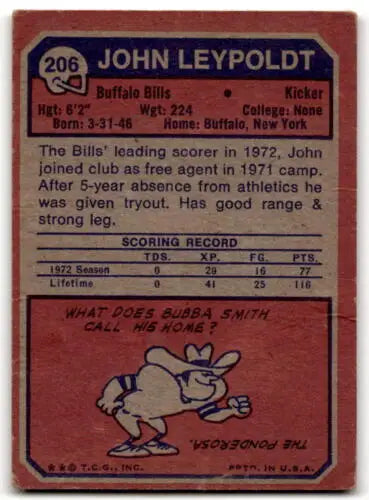 206
JOHN LEYPOLDT
Buffalo Bills • Kicker
Hgt: 6'2" Wgt: 224 College: None
Born: 3-31-46 Home: Buffalo, New York
The Bills' leading scorer in 1972, John
joined club as free agent in 1971 camp.
After 5-year absence from athletics he
was given tryout. Has good range &
strong leg.
SCORING RECORD
TDS. XP. FG. PTS.
1972 Season 0 29 16 77
Lifetime 0 41 25 116
WHAT DOES BUBBA SMITH
CALL HIS HOME?
THE PONDEROSA.
★★© T.C.G., INC. PRTD. IN U.S.A.